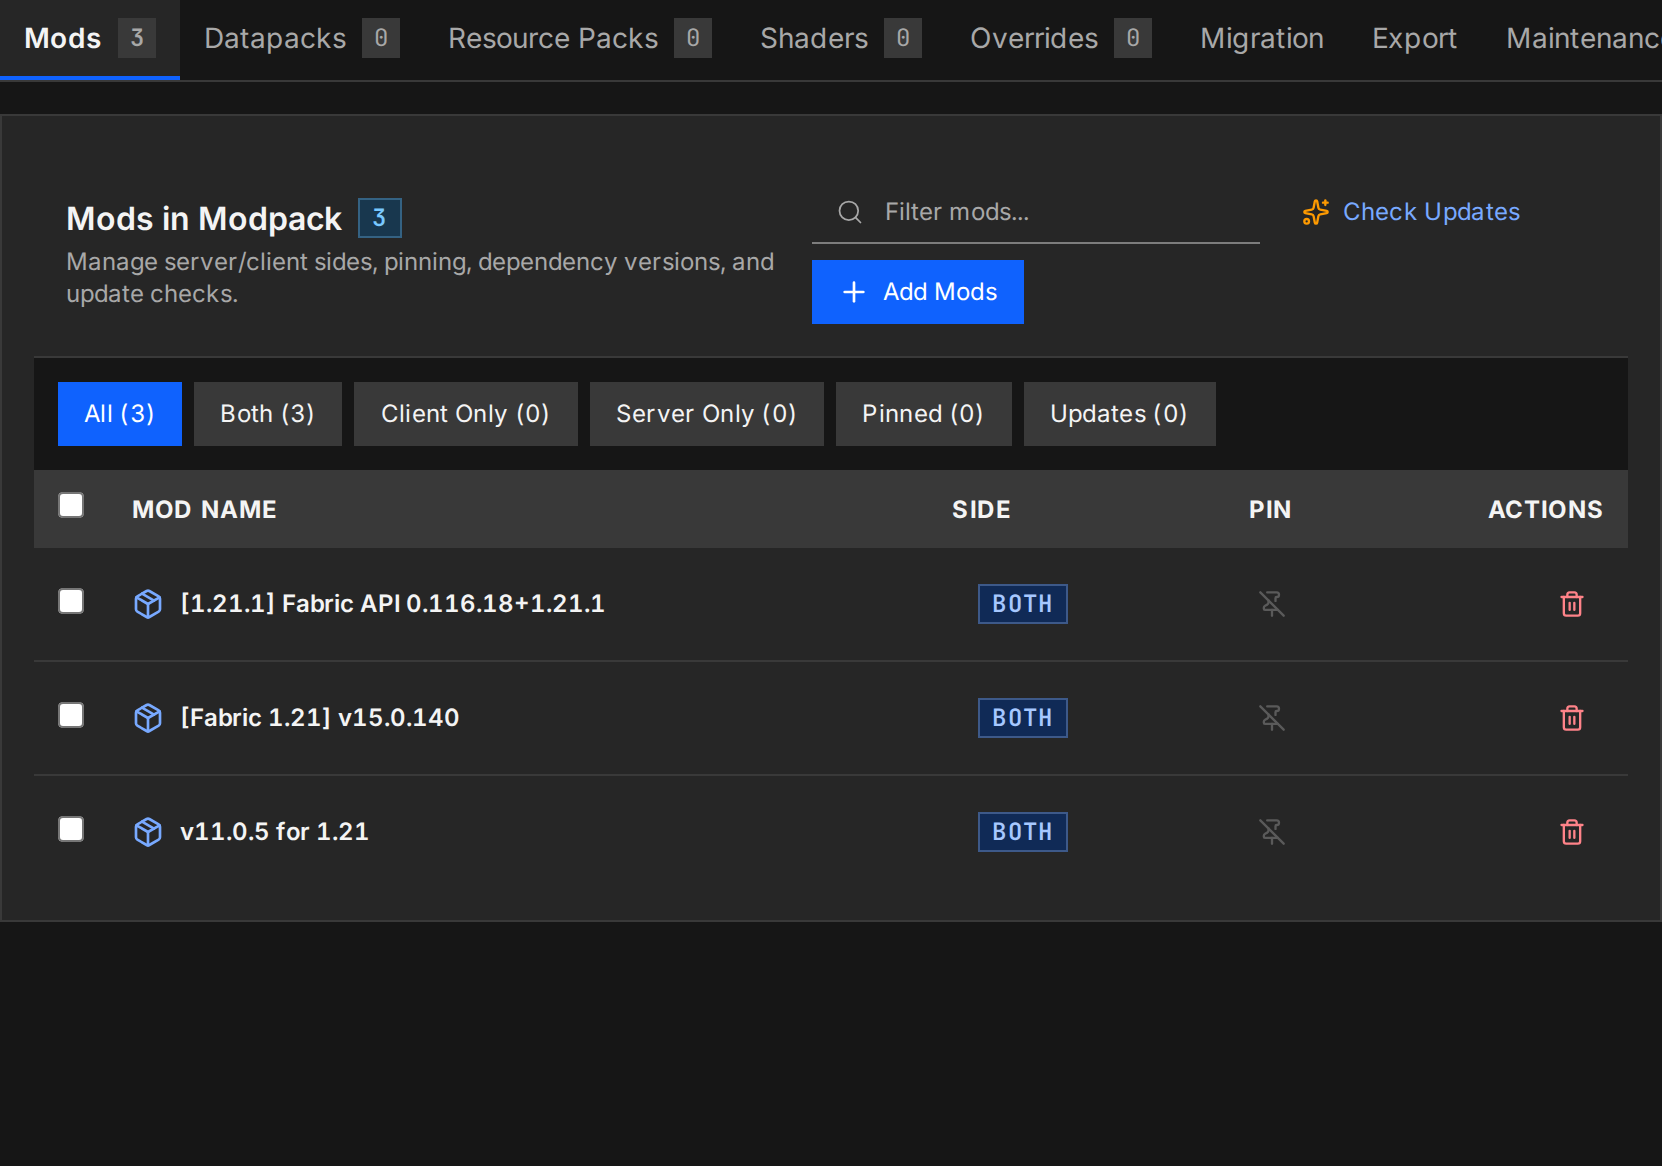 Mods 3 Datapacks 0 Resource Packs 0 Shaders 0 Overrides 0 Migration Export Maintenanc
Mods in Modpack 3
Manage server/client sides, pinning, dependency versions, and
update checks.
Filter mods...
Check Updates
Add Mods
All (3) Both (3) Client Only (0) Server Only (0) Pinned (0) Updates (0)
MOD NAME SIDE PIN ACTIONS
[1.21.1] Fabric API 0.116.18+1.21.1 BOTH
[Fabric 1.21] v15.0.140 BOTH
v11.0.5 for 1.21 BOTH